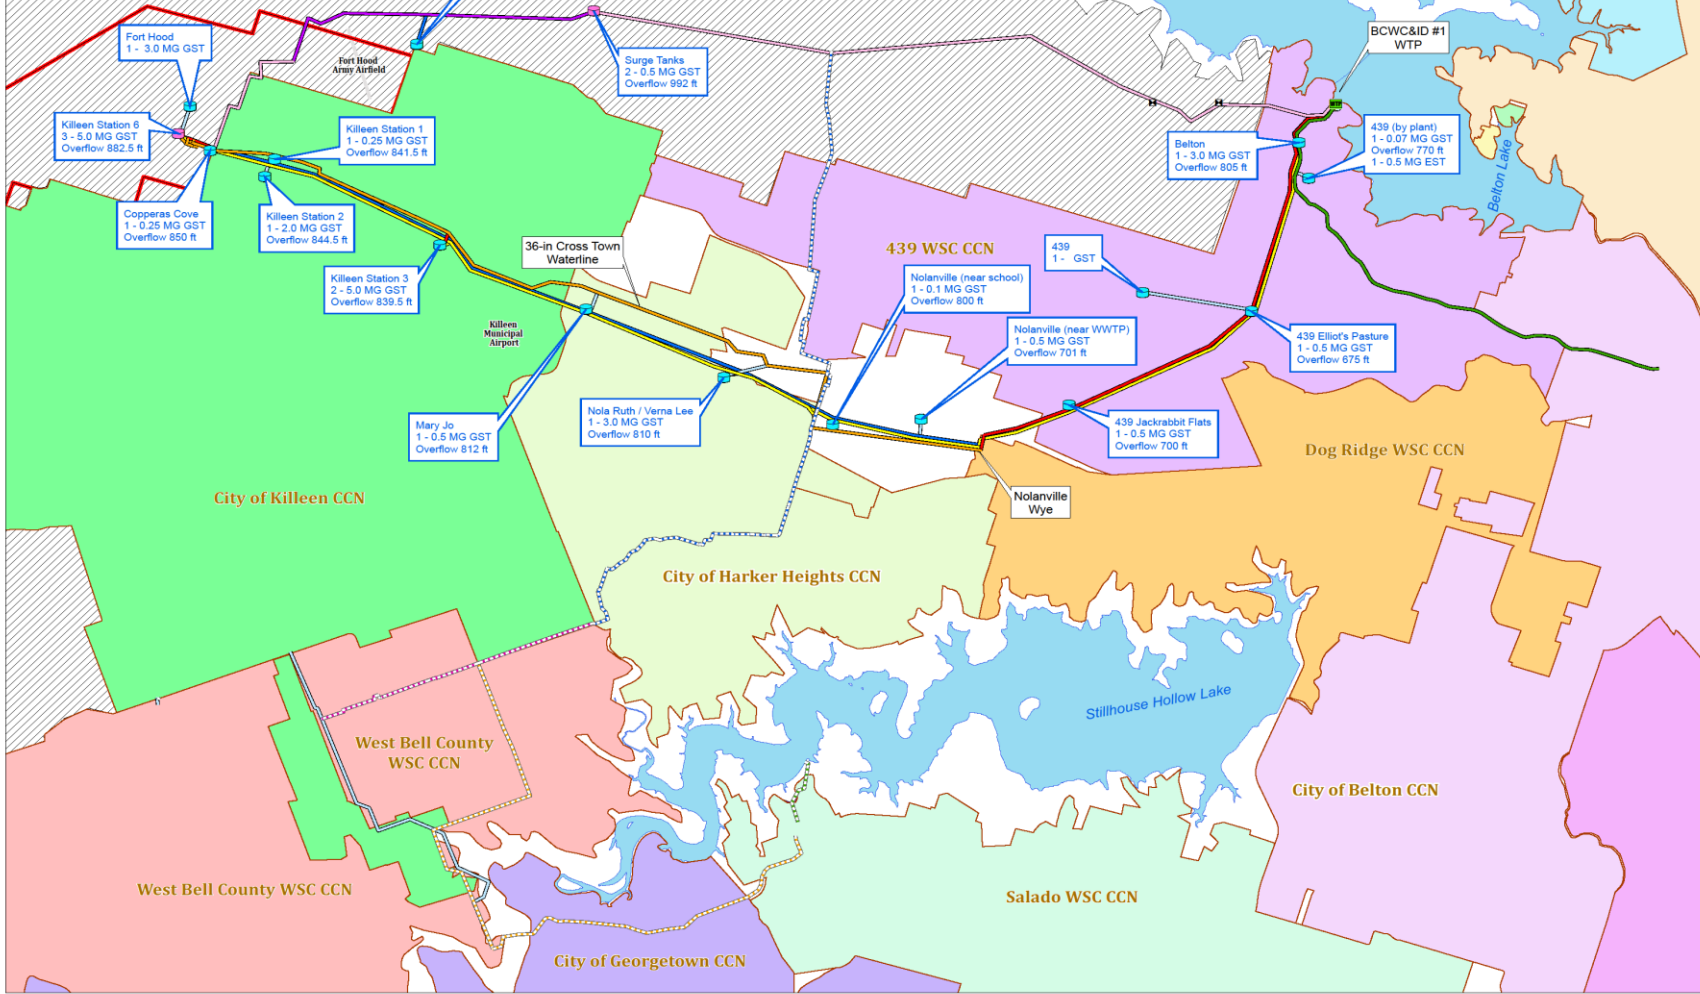 Fort Hood
1 - 3.0 MG GST
Fort Hood
Army Airfield
Surge Tanks
2 - 0.5 MG GST
Overflow 992 ft
BCWC&ID #1
WTP
WTP
Killeen Station 6
3 - 5.0 MG GST
Overflow 882.5 ft
Killeen Station 1
1 - 0.25 MG GST
Overflow 841.5 ft
Belton
1 - 3.0 MG GST
Overflow 805 ft
439 (by plant)
1 - 0.07 MG GST
Overflow 770 ft
1 - 0.5 MG EST
Belton Lake
Copperas Cove
1 - 0.25 MG GST
Overflow 850 ft
Killeen Station 2
1 - 2.0 MG GST
Overflow 844.5 ft
36-in Cross Town
Waterline
439 WSC CCN
439
1 - GST
Killeen Station 3
2 - 5.0 MG GST
Overflow 839.5 ft
Nolanville (near school)
1 - 0.1 MG GST
Overflow 800 ft
Killeen
Municipal
Airport
Nolanville (near WWTP)
1 - 0.5 MG GST
Overflow 701 ft
439 Elliot's Pasture
1 - 0.5 MG GST
Overflow 675 ft
Mary Jo
1 - 0.5 MG GST
Overflow 812 ft
Nola Ruth / Verna Lee
1 - 3.0 MG GST
Overflow 810 ft
439 Jackrabbit Flats
1 - 0.5 MG GST
Overflow 700 ft
Dog Ridge WSC CCN
City of Killeen CCN
Nolanville
Wye
City of Harker Heights CCN
Stillhouse Hollow Lake
West Bell County
WSC CCN
City of Belton CCN
West Bell County WSC CCN
Salado WSC CCN
City of Georgetown CCN